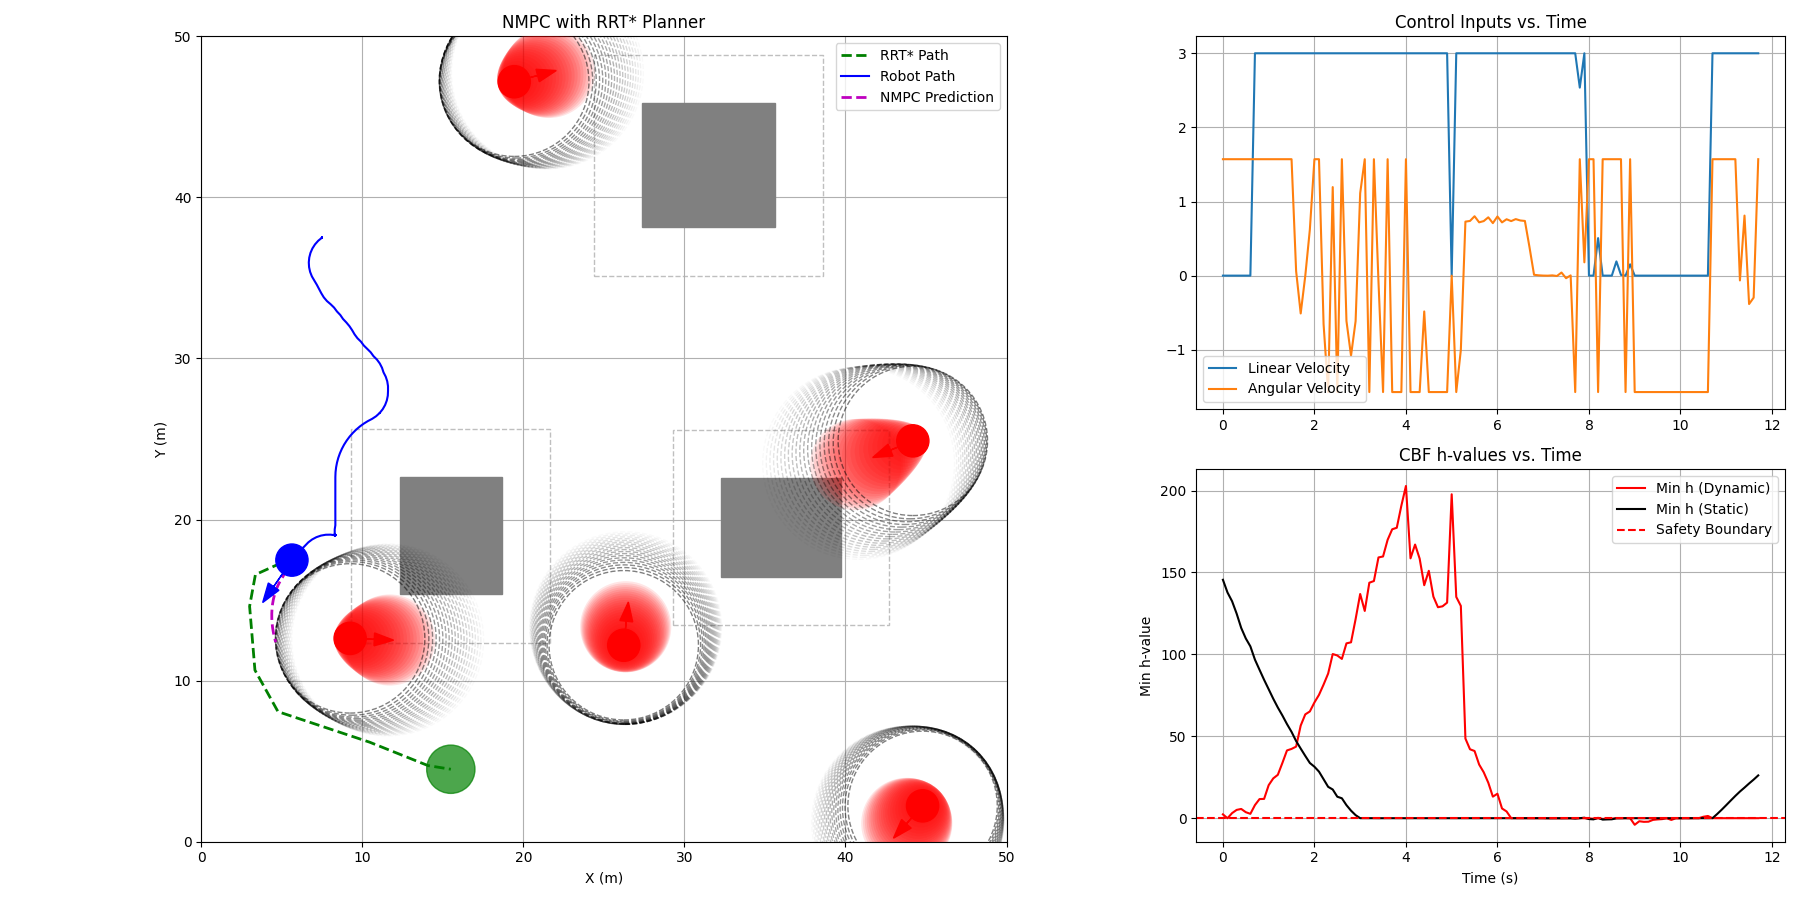 NMPC with RRT* Planner
RRT* Path
Robot Path
NMPC Prediction
50
40
30
20
10
0
Y (m)
0 10 20 30 40 50
X (m)
Control Inputs vs. Time
3
2
1
0
−1
Linear Velocity
Angular Velocity
0 2 4 6 8 10 12
CBF h-values vs. Time
Min h (Dynamic)
Min h (Static)
Safety Boundary
200
150
100
50
0
Min h-value
0 2 4 6 8 10 12
Time (s)